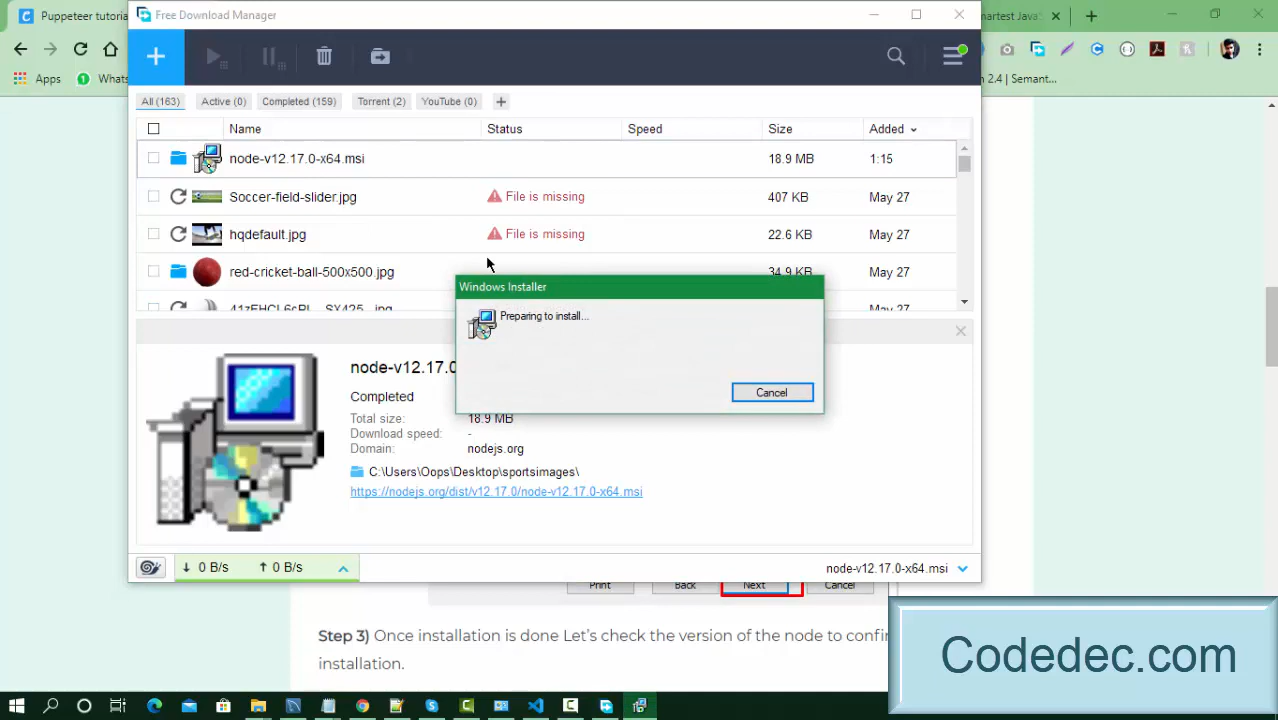 Puppeteer tutoria
Free Download Manager
martest JavaS
Apps
Whats
n 2.4 | Semant...
All (163)
Active (0)
Completed (159)
Torrent (2)
YouTube (0)
Name
Status
Speed
Size
Added
node-v12.17.0-x64.msi
18.9 MB
1:15
Soccer-field-slider.jpg
File is missing
407 KB
May 27
hqdefault.jpg
File is missing
22.6 KB
May 27
red-cricket-ball-500x500.jpg
34.9 KB
May 27
Windows Installer
Preparing to install...
Cancel
node-v12.17.0
Completed
Total size:
18.9 MB
Download speed:
-
Domain:
nodejs.org
C:\Users\Oops\Desktop\sportsimages\
https://nodejs.org/dist/v12.17.0/node-v12.17.0-x64.msi
0 B/s
0 B/s
node-v12.17.0-x64.msi
Print
Back
Next
Cancel
Step 3) Once installation is done Let's check the version of the node to confi
installation.
Codedec.com